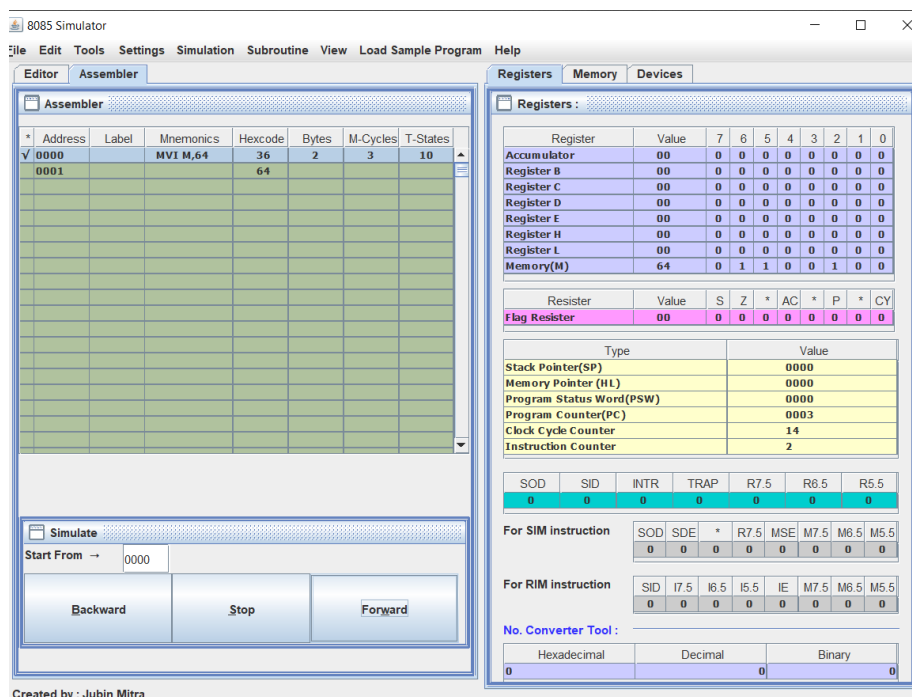 8085 Simulator
File Edit Tools Settings Simulation Subroutine View Load Sample Program Help
Editor Assembler
Assembler
* Address Label Mnemonics Hexcode Bytes M-Cycles T-States
√ 0000 MVI M,64 36 2 3 10
0001 64
Simulate
Start From → 0000
Backward Stop Forward
Created by : Jubin Mitra
Registers Memory Devices
Registers :
Register Value 7 6 5 4 3 2 1 0
Accumulator 00 0 0 0 0 0 0 0 0
Register B 00 0 0 0 0 0 0 0 0
Register C 00 0 0 0 0 0 0 0 0
Register D 00 0 0 0 0 0 0 0 0
Register E 00 0 0 0 0 0 0 0 0
Register H 00 0 0 0 0 0 0 0 0
Register L 00 0 0 0 0 0 0 0 0
Memory(M) 64 0 1 1 0 0 1 0 0
Resister Value S Z * AC * P * CY
Flag Resister 00 0 0 0 0 0 0 0 0
Type Value
Stack Pointer(SP) 0000
Memory Pointer (HL) 0000
Program Status Word(PSW) 0000
Program Counter(PC) 0003
Clock Cycle Counter 14
Instruction Counter 2
SOD SID INTR TRAP R7.5 R6.5 R5.5
0 0 0 0 0 0 0
For SIM instruction SOD SDE * R7.5 MSE M7.5 M6.5 M5.5
0 0 0 0 0 0 0 0
For RIM instruction SID I7.5 I6.5 I5.5 IE M7.5 M6.5 M5.5
0 0 0 0 0 0 0 0
No. Converter Tool :
Hexadecimal Decimal Binary
0 0 0